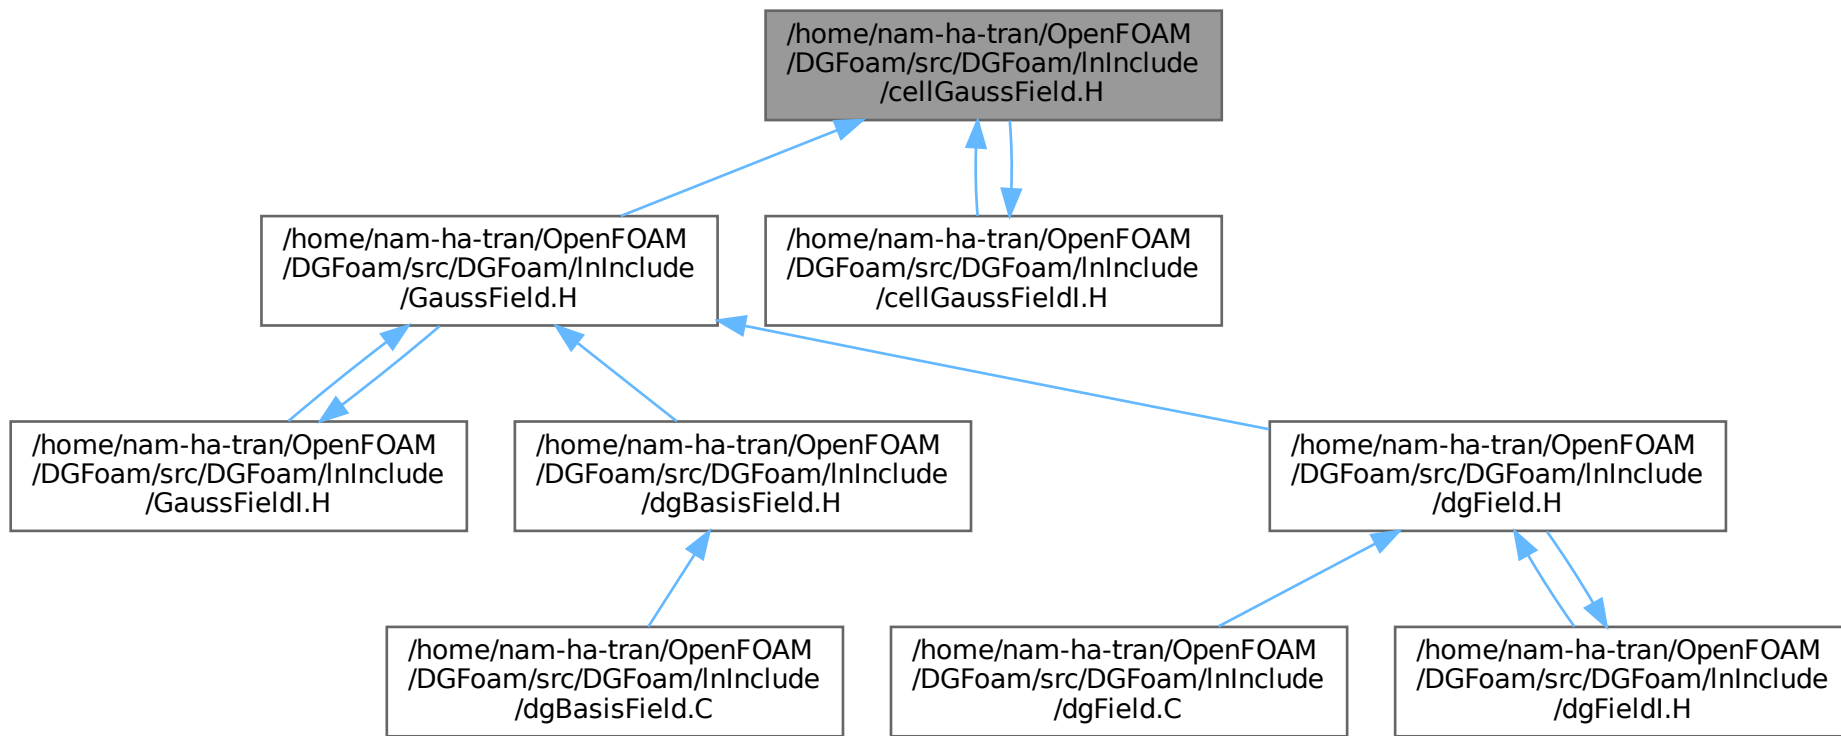 /home/nam-ha-tran/OpenFOAM
/DGFoam/src/DGFoam/lnInclude
/cellGaussField.H
/home/nam-ha-tran/OpenFOAM
/DGFoam/src/DGFoam/lnInclude
/GaussField.H
/home/nam-ha-tran/OpenFOAM
/DGFoam/src/DGFoam/lnInclude
/cellGaussFieldI.H
/home/nam-ha-tran/OpenFOAM
/DGFoam/src/DGFoam/lnInclude
/GaussFieldI.H
/home/nam-ha-tran/OpenFOAM
/DGFoam/src/DGFoam/lnInclude
/dgBasisField.H
/home/nam-ha-tran/OpenFOAM
/DGFoam/src/DGFoam/lnInclude
/dgField.H
/home/nam-ha-tran/OpenFOAM
/DGFoam/src/DGFoam/lnInclude
/dgBasisField.C
/home/nam-ha-tran/OpenFOAM
/DGFoam/src/DGFoam/lnInclude
/dgField.C
/home/nam-ha-tran/OpenFOAM
/DGFoam/src/DGFoam/lnInclude
/dgFieldI.H